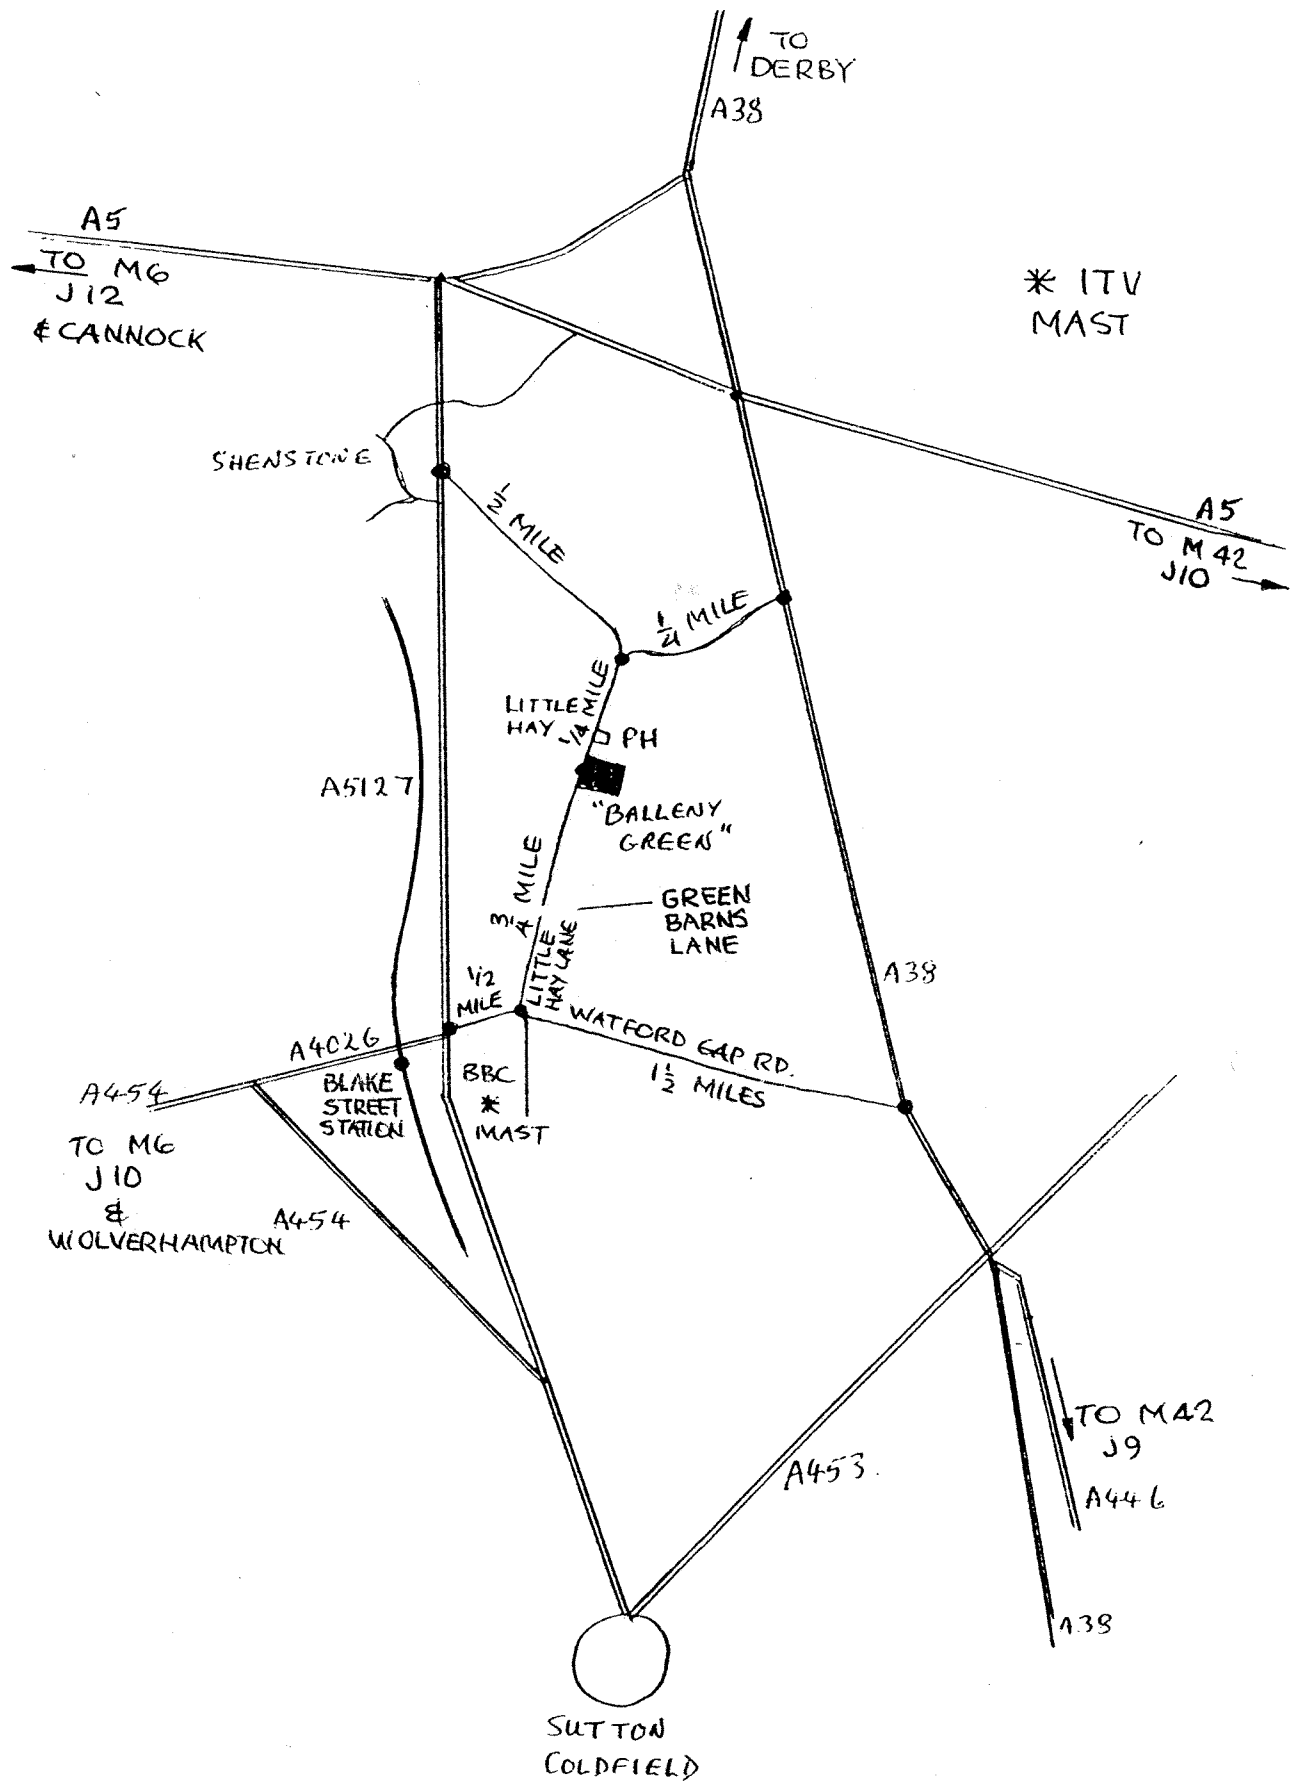 TO
DERBY
A38
A5
TO M6
J12
& CANNOCK
* ITV
MAST
SHENSTONE
1/2 MILE
A5
TO M42
J10
1/4 MILE
LITTLE
HAY
1/4 MILE
PH
A5127
"BALLENY
GREEN"
3/4 MILE
GREEN
BARNS
LANE
LITTLE
HAY LANE
A38
1/2
MILE
WATFORD GAP RD.
1 1/2 MILES
A4026
A454
BLAKE
STREET
STATION
BBC
*
MAST
TO M6
J10
&
WOLVERHAMPTON
A454
TO M42
J9
A453.
A446
A38
SUTTON
COLDFIELD